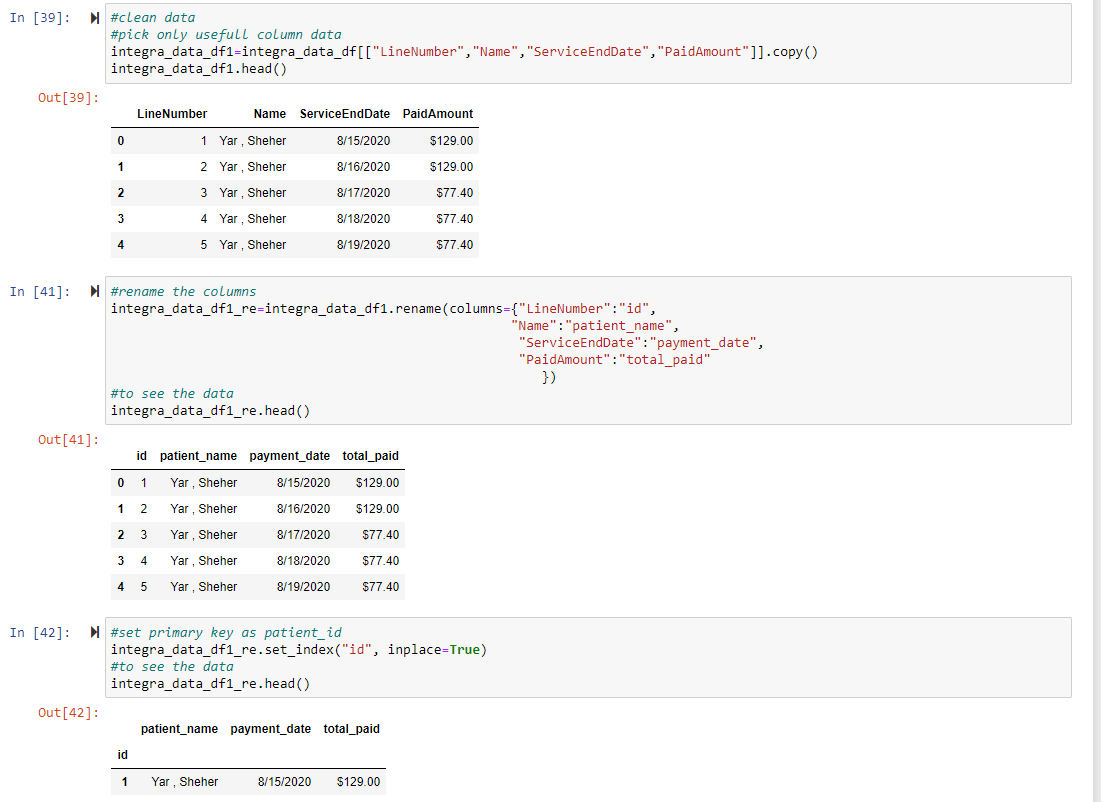 In [39]: #clean data
#pick only usefull column data
integra_data_df1=integra_data_df[["LineNumber","Name","ServiceEndDate","PaidAmount"]].copy()
integra_data_df1.head()
Out[39]:
LineNumber Name ServiceEndDate PaidAmount
0 1 Yar , Sheher 8/15/2020 $129.00
1 2 Yar , Sheher 8/16/2020 $129.00
2 3 Yar , Sheher 8/17/2020 $77.40
3 4 Yar , Sheher 8/18/2020 $77.40
4 5 Yar , Sheher 8/19/2020 $77.40
In [41]: #rename the columns
integra_data_df1_re=integra_data_df1.rename(columns={"LineNumber":"id",
"Name":"patient_name",
"ServiceEndDate":"payment_date",
"PaidAmount":"total_paid"
})
#to see the data
integra_data_df1_re.head()
Out[41]:
id patient_name payment_date total_paid
0 1 Yar , Sheher 8/15/2020 $129.00
1 2 Yar , Sheher 8/16/2020 $129.00
2 3 Yar , Sheher 8/17/2020 $77.40
3 4 Yar , Sheher 8/18/2020 $77.40
4 5 Yar , Sheher 8/19/2020 $77.40
In [42]: #set primary key as patient_id
integra_data_df1_re.set_index("id", inplace=True)
#to see the data
integra_data_df1_re.head()
Out[42]:
patient_name payment_date total_paid
id
1 Yar , Sheher 8/15/2020 $129.00